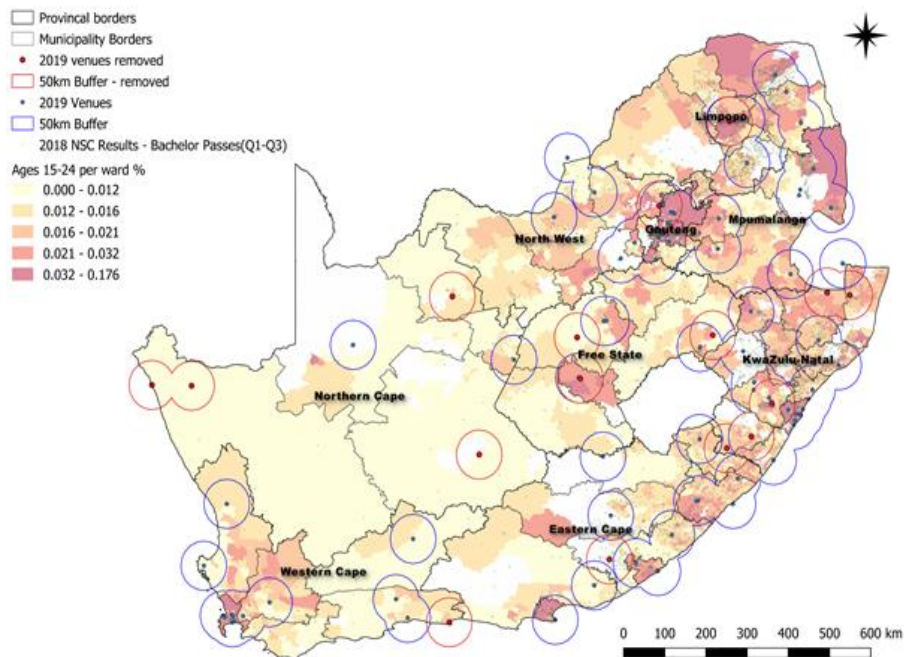 Provincal borders
Municipality Borders
2019 venues removed
50km Buffer - removed
2019 Venues
50km Buffer
2018 NSC Results - Bachelor Passes(Q1-Q3)
Ages 15-24 per ward %
0.000 - 0.012
0.012 - 0.016
0.016 - 0.021
0.021 - 0.032
0.032 - 0.176
Limpopo
Mpumalanga
Gauteng
North West
KwaZulu-Natal
Free State
Northern Cape
Eastern Cape
Western Cape
0 100 200 300 400 500 600 km